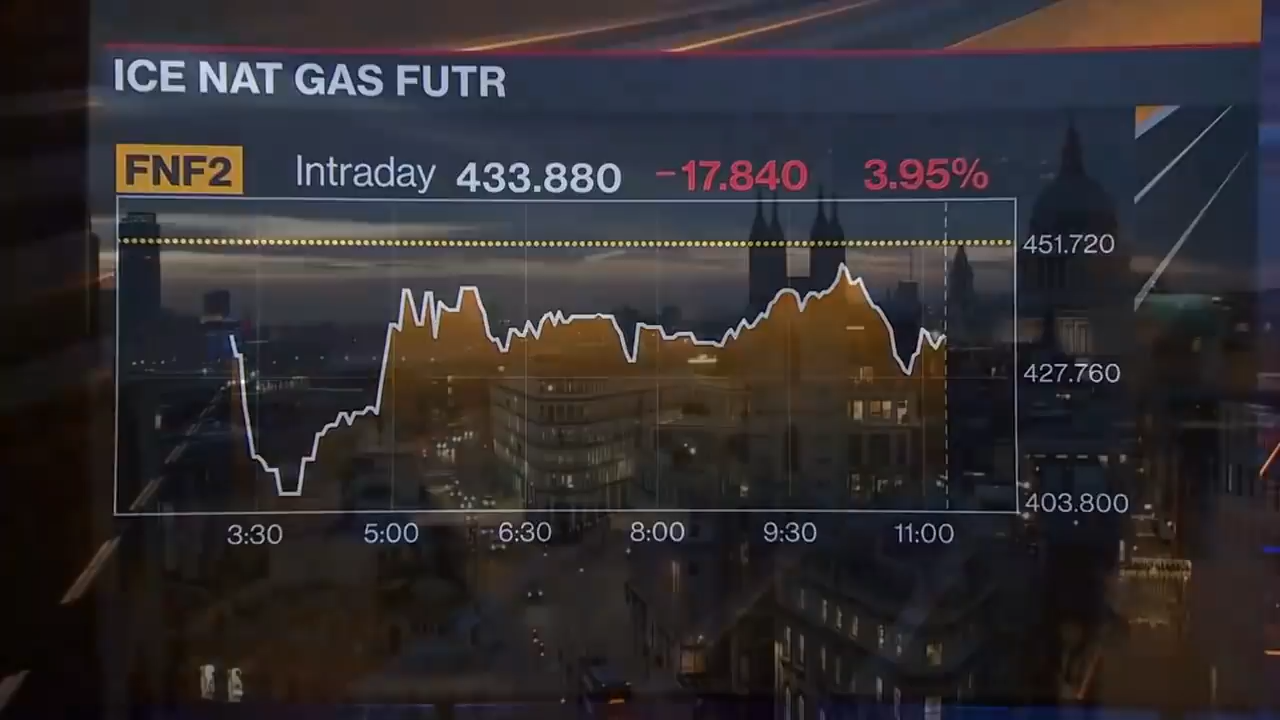 ICE NAT GAS FUTR
FNF2 Intraday 433.880 -17.840 3.95%
451.720
427.760
403.800
3:30 5:00 6:30 8:00 9:30 11:00